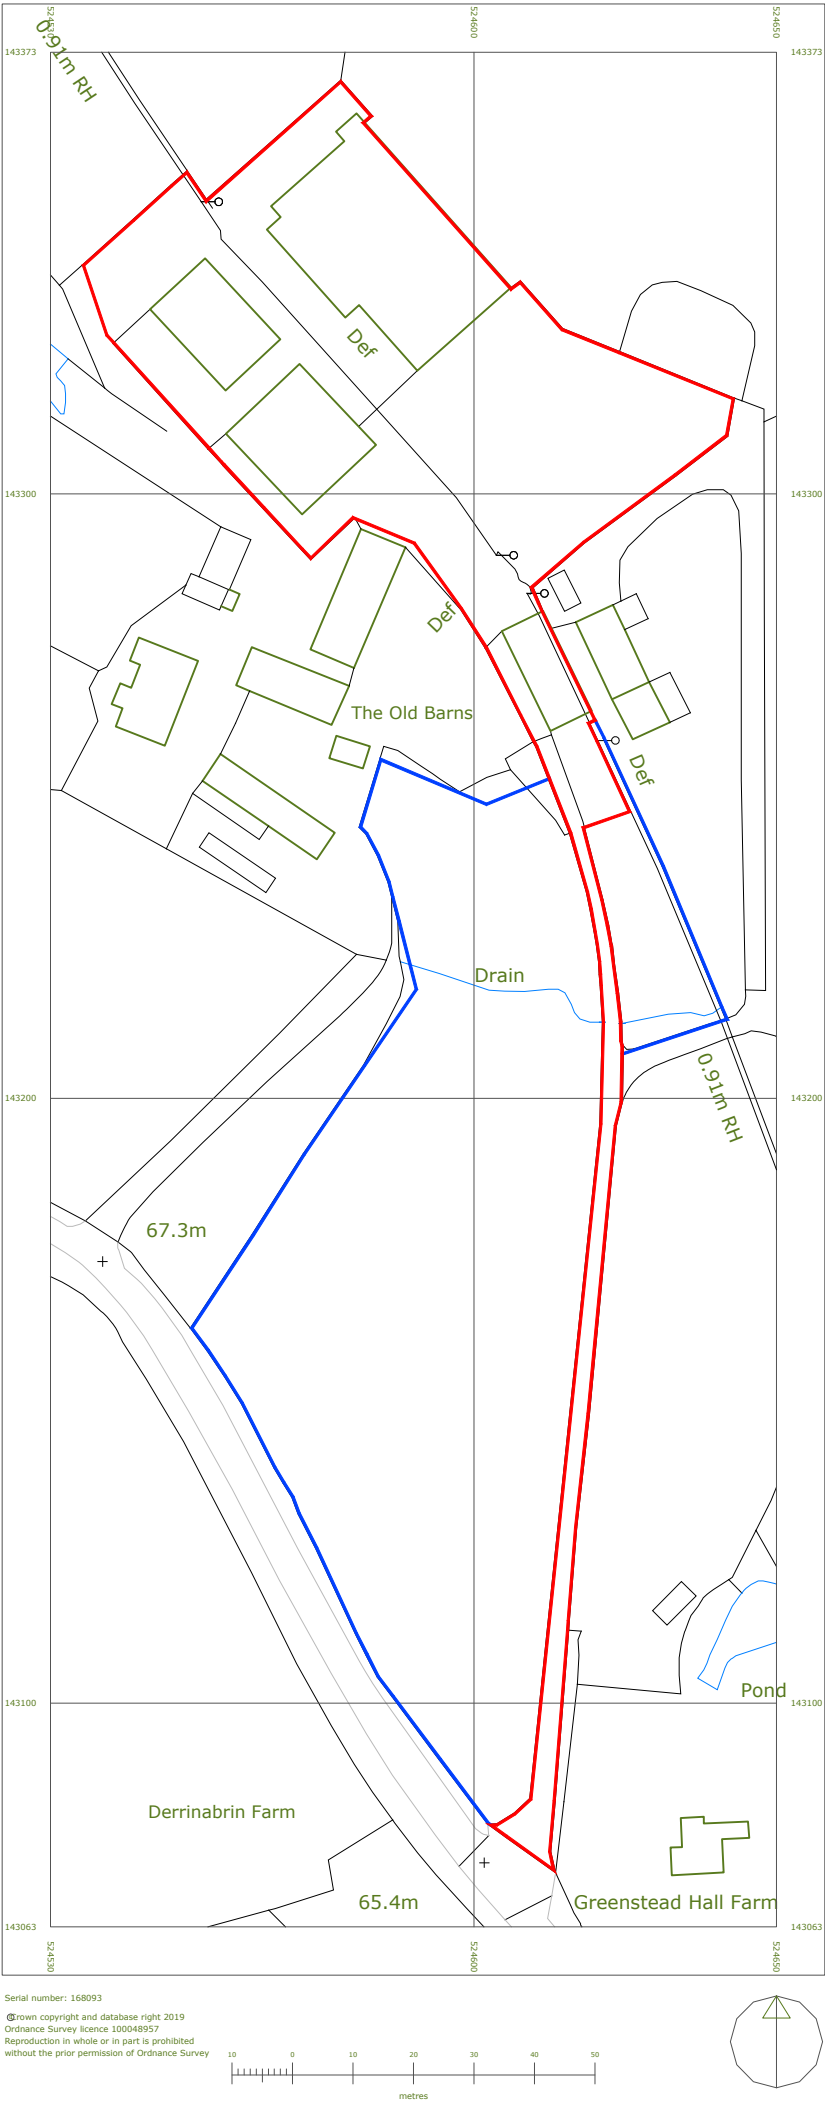 524530
524600
524650
143373
143373
0.91m RH
Def
143300
143300
Def
The Old Barns
Def
Drain
0.91m RH
143200
143200
67.3m
Pond
143100
143100
Derrinabrin Farm
65.4m
Greenstead Hall Farm
143063
143063
524530
524600
524650
Serial number: 168093
©Crown copyright and database right 2019
Ordnance Survey licence 100048957
Reproduction in whole or in part is prohibited
without the prior permission of Ordnance Survey
10 0 10 20 30 40 50
metres